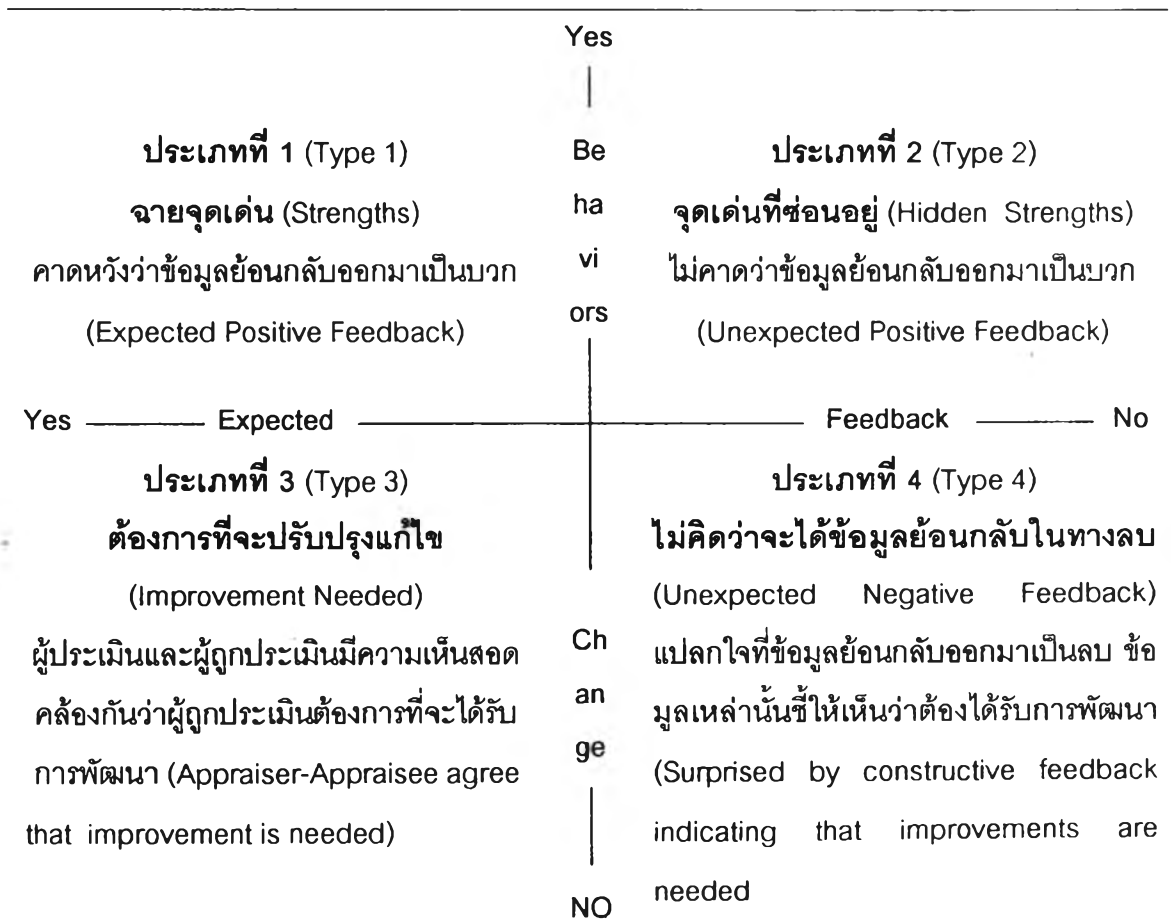 Yes
ประเภทที่ 1 (Type 1)
ฉายจุดเด่น (Strengths)
คาดหวังว่าข้อมูลย้อนกลับออกมาเป็นบวก
(Expected Positive Feedback)
Be
ha
vi
ors
ประเภทที่ 2 (Type 2)
จุดเด่นที่ซ่อนอยู่ (Hidden Strengths)
ไม่คาดว่าข้อมูลย้อนกลับออกมาเป็นบวก
(Unexpected Positive Feedback)
Yes Expected Feedback No
ประเภทที่ 3 (Type 3)
ต้องการที่จะปรับปรุงแก้ไข
(Improvement Needed)
ผู้ประเมินและผู้ถูกประเมินมีความเห็นสอด
คล้องกันว่าผู้ถูกประเมินต้องการที่จะได้รับ
การพัฒนา (Appraiser-Appraisee agree
that improvement is needed)
Ch
an
ge
ประเภทที่ 4 (Type 4)
ไม่คิดว่าจะได้ข้อมูลย้อนกลับในทางลบ
(Unexpected Negative Feedback)
แปลกใจที่ข้อมูลย้อนกลับออกมาเป็นลบ ข้อ
มูลเหล่านั้นชี้ให้เห็นว่าต้องได้รับการพัฒนา
(Surprised by constructive feedback
indicating that improvements are
needed
NO